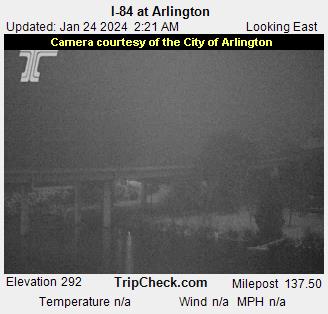 I-84 at Arlington
Updated: Jan 24 2024 2:21 AM Looking East
Camera courtesy of the City of Arlington
Elevation 292 TripCheck.com Milepost 137.50
Temperature n/a Wind n/a MPH n/a